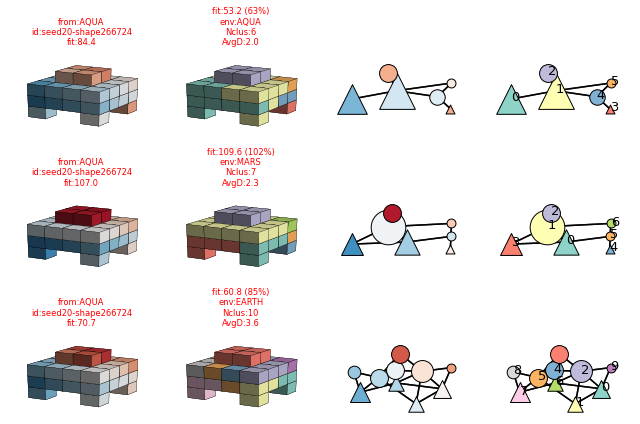 from:AQUA
id:seed20-shape266724
fit:84.4
fit:53.2 (63%)
env:AQUA
Nclus:6
AvgD:2.0
0
2
1
4
5
3
from:AQUA
id:seed20-shape266724
fit:107.0
fit:109.6 (102%)
env:MARS
Nclus:7
AvgD:2.3
3
2
1
0
6
5
4
from:AQUA
id:seed20-shape266724
fit:70.7
fit:60.8 (85%)
env:EARTH
Nclus:10
AvgD:3.6
8
5
4
2
1
0
9